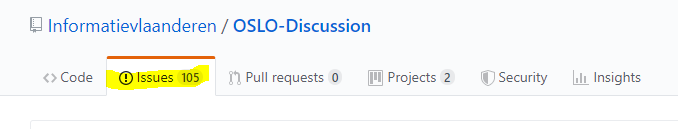 Informatievlaanderen / OSLO-Discussion
Code Issues 105 Pull requests 0 Projects 2 Security Insights